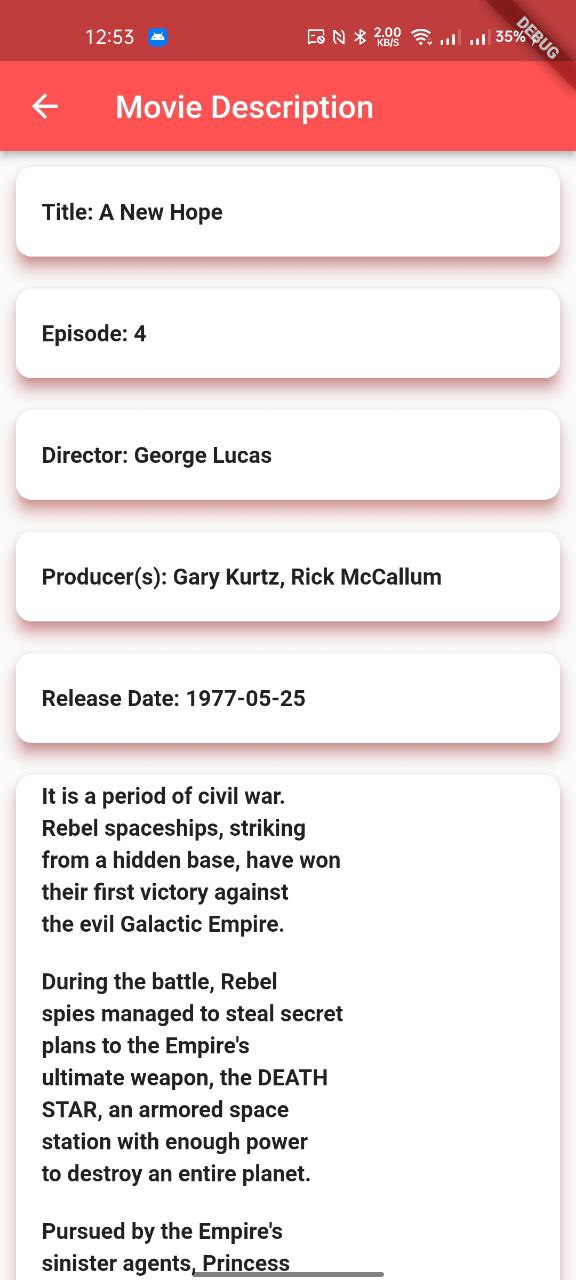 12:53
2.00
KB/S
35%
DEBUG
Movie Description
Title: A New Hope
Episode: 4
Director: George Lucas
Producer(s): Gary Kurtz, Rick McCallum
Release Date: 1977-05-25
It is a period of civil war.
Rebel spaceships, striking
from a hidden base, have won
their first victory against
the evil Galactic Empire.
During the battle, Rebel
spies managed to steal secret
plans to the Empire's
ultimate weapon, the DEATH
STAR, an armored space
station with enough power
to destroy an entire planet.
Pursued by the Empire's
sinister agents, Princess